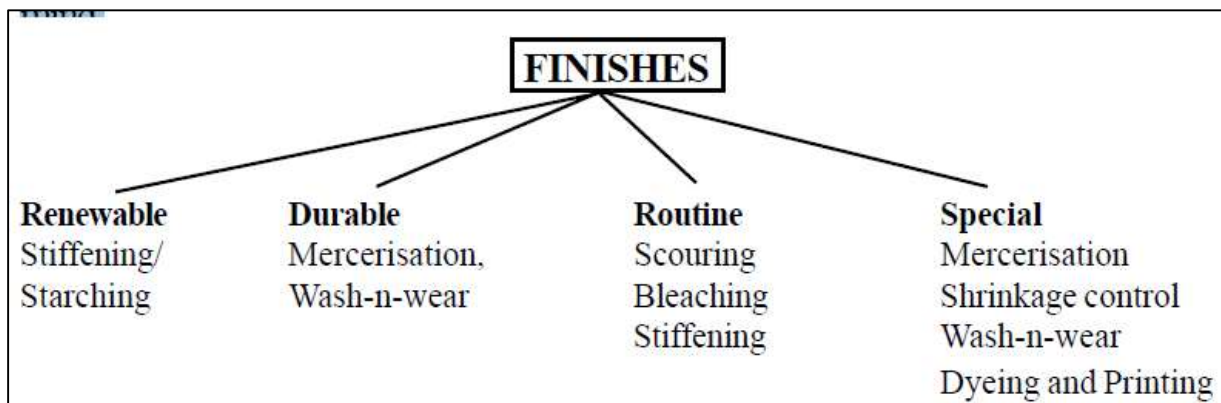 FINISHES
Renewable
Stiffening/
Starching
Durable
Mercerisation,
Wash-n-wear
Routine
Scouring
Bleaching
Stiffening
Special
Mercerisation
Shrinkage control
Wash-n-wear
Dyeing and Printing